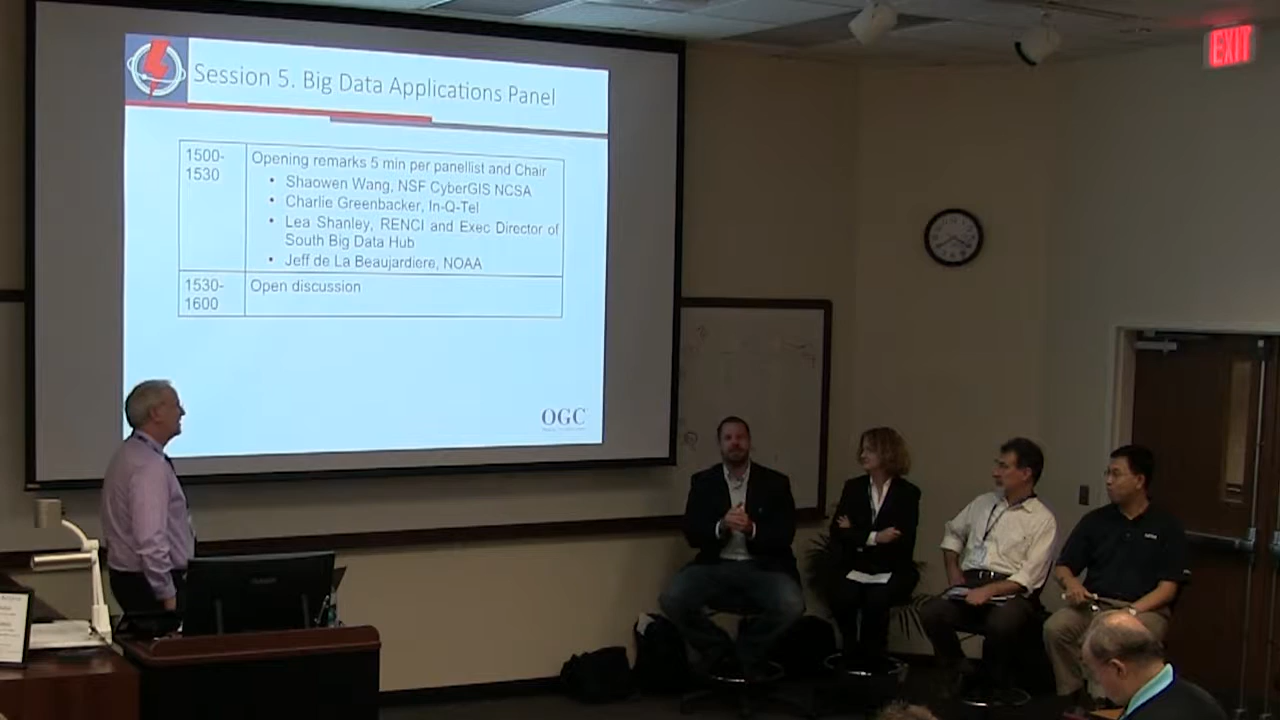 Session 5. Big Data Applications Panel
EXIT
1500-
1530
Opening remarks 5 min per panellist and Chair
• Shaowen Wang, NSF CyberGIS NCSA
• Charlie Greenbacker, In-Q-Tel
• Lea Shanley, RENCI and Exec Director of
South Big Data Hub
• Jeff de La Beaujardiere, NOAA
1530-
1600
Open discussion
OGC